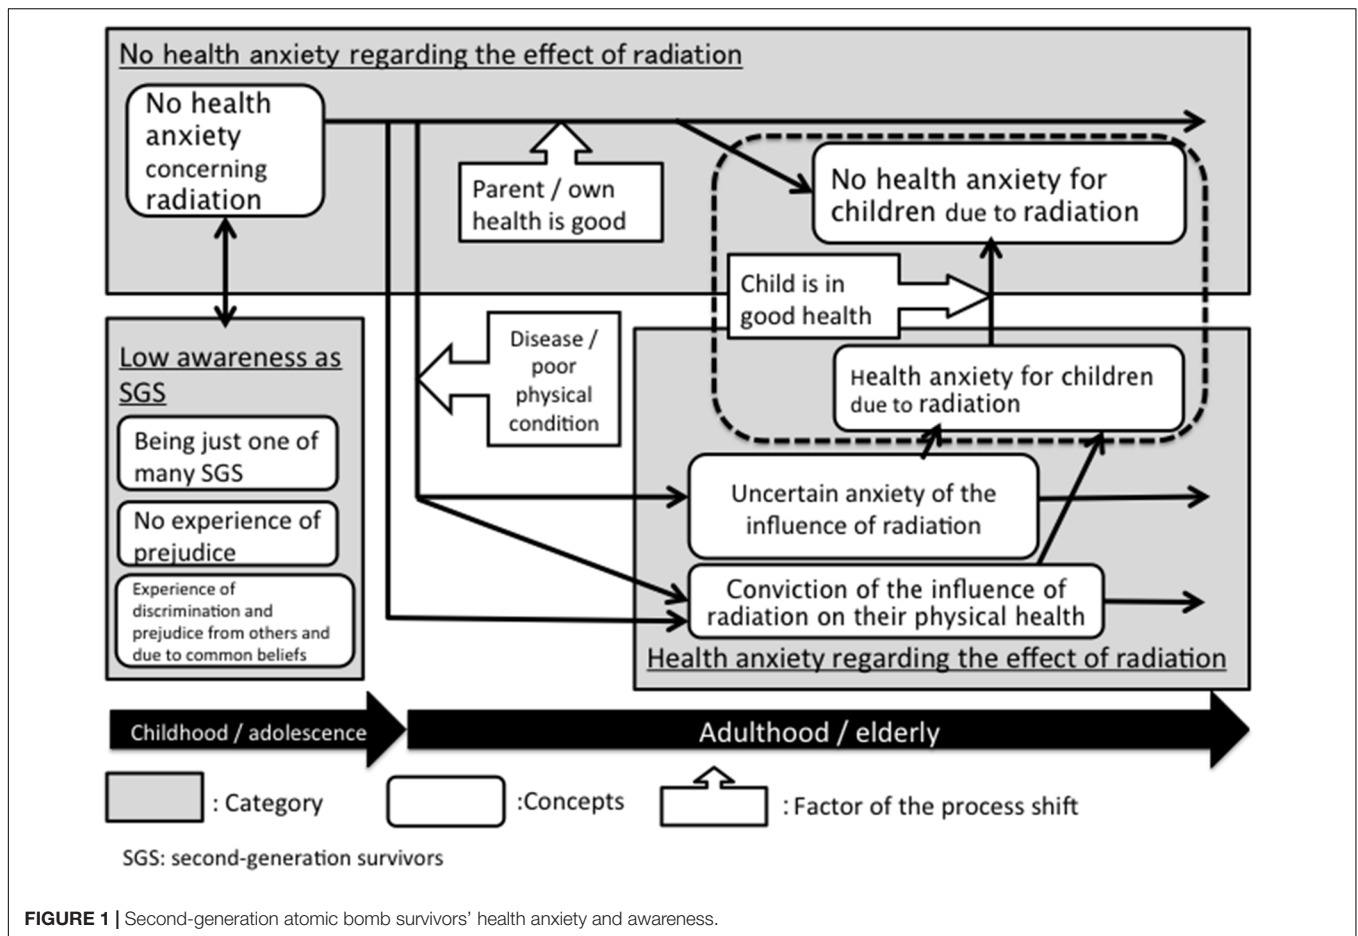 No health anxiety regarding the effect of radiation
No health
anxiety
concerning
radiation
Parent / own
health is good
No health anxiety for
children due to radiation
Child is in
good health
Low awareness as
SGS
Being just one of
many SGS
No experience of
prejudice
Experience of
discrimination and
prejudice from others and
due to common beliefs
Disease /
poor
physical
condition
Health anxiety for children
due to radiation
Uncertain anxiety of the
influence of radiation
Conviction of the influence of
radiation on their physical health
Health anxiety regarding the effect of radiation
Childhood / adolescence
Adulthood / elderly
: Category
:Concepts
: Factor of the process shift
SGS: second-generation survivors
FIGURE 1 | Second-generation atomic bomb survivors' health anxiety and awareness.